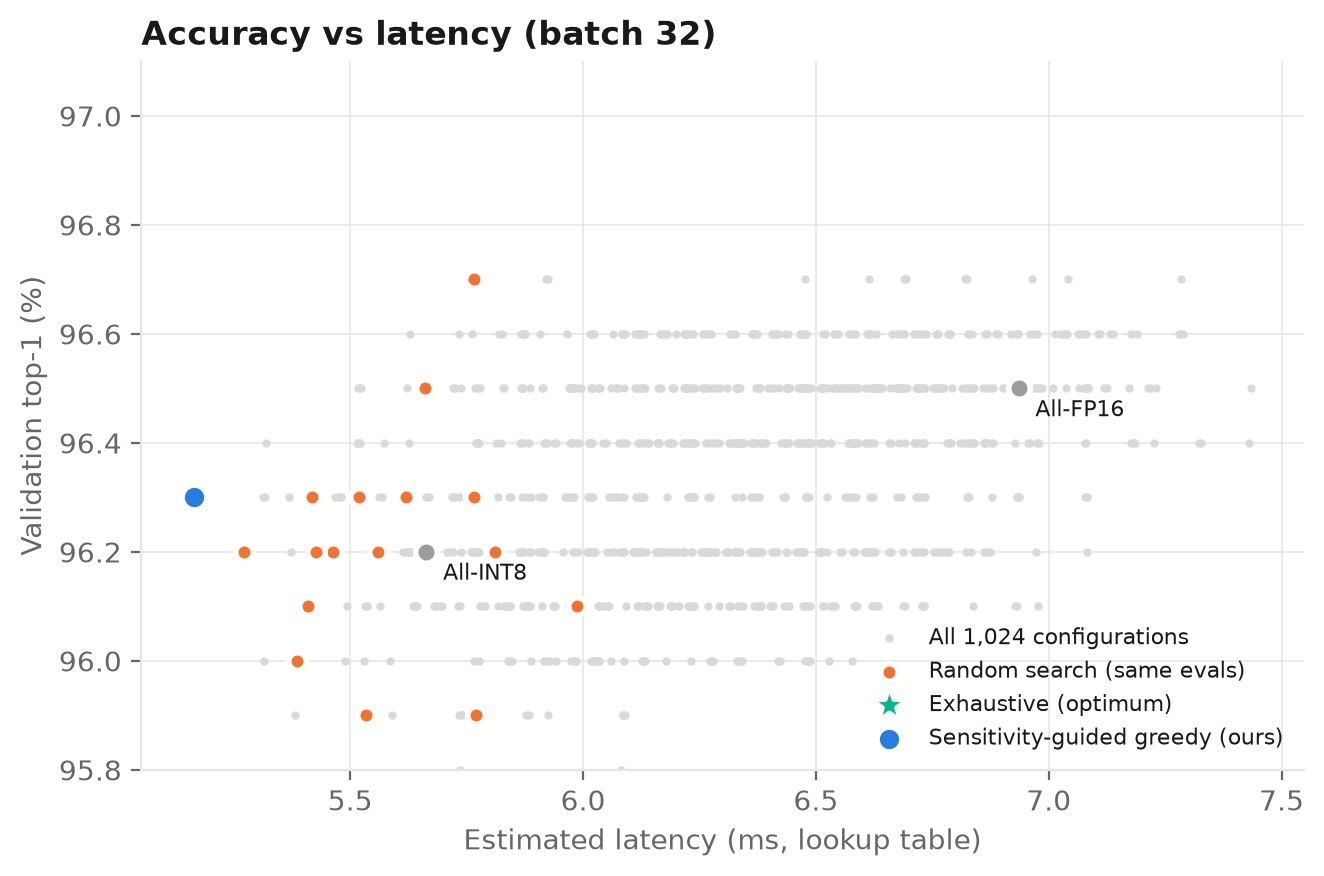 Accuracy vs latency (batch 32)
Validation top-1 (%)
97.0
96.8
96.6
96.4
96.2
96.0
95.8
All-FP16
All-INT8
All 1,024 configurations
Random search (same evals)
Exhaustive (optimum)
Sensitivity-guided greedy (ours)
5.5
6.0
6.5
7.0
7.5
Estimated latency (ms, lookup table)